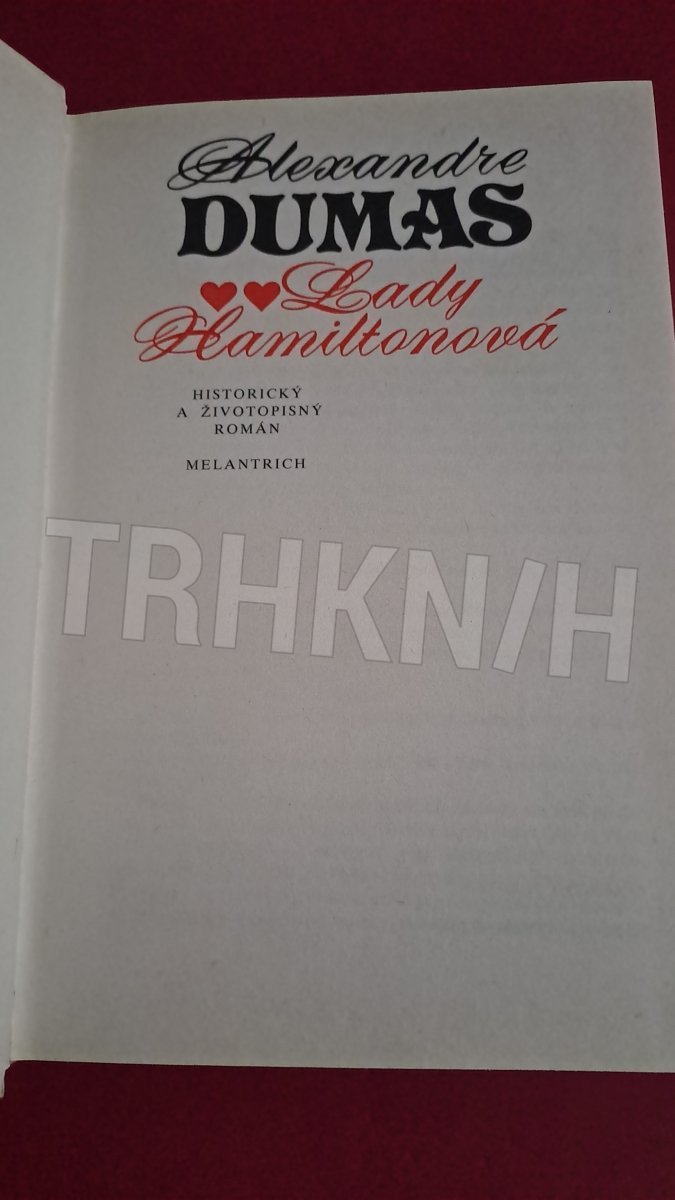 Alexandre
DUMAS
♥♥Lady
Hamiltonová
HISTORICKÝ
A ŽIVOTOPISNÝ
ROMÁN
MELANTRICH
TRHKN/H